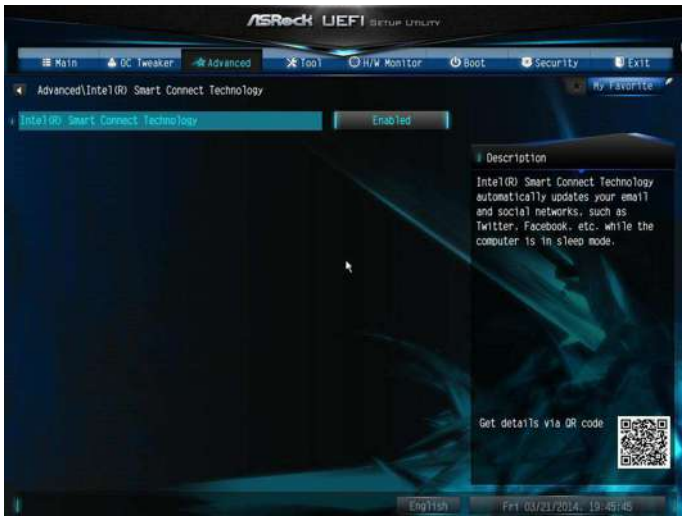 ASRock UEFI SETUP UTILITY
Main OC Tweaker Advanced Tool H/W Monitor Boot Security Exit
Advanced\Intel(R) Smart Connect Technology
My Favorite
Intel(R) Smart Connect Technology Enabled
Description
Intel(R) Smart Connect Technology
automatically updates your email
and social networks, such as
Twitter, Facebook, etc. while the
computer is in sleep mode.
Get details via QR code
English Fri 03/21/2014, 19:45:45